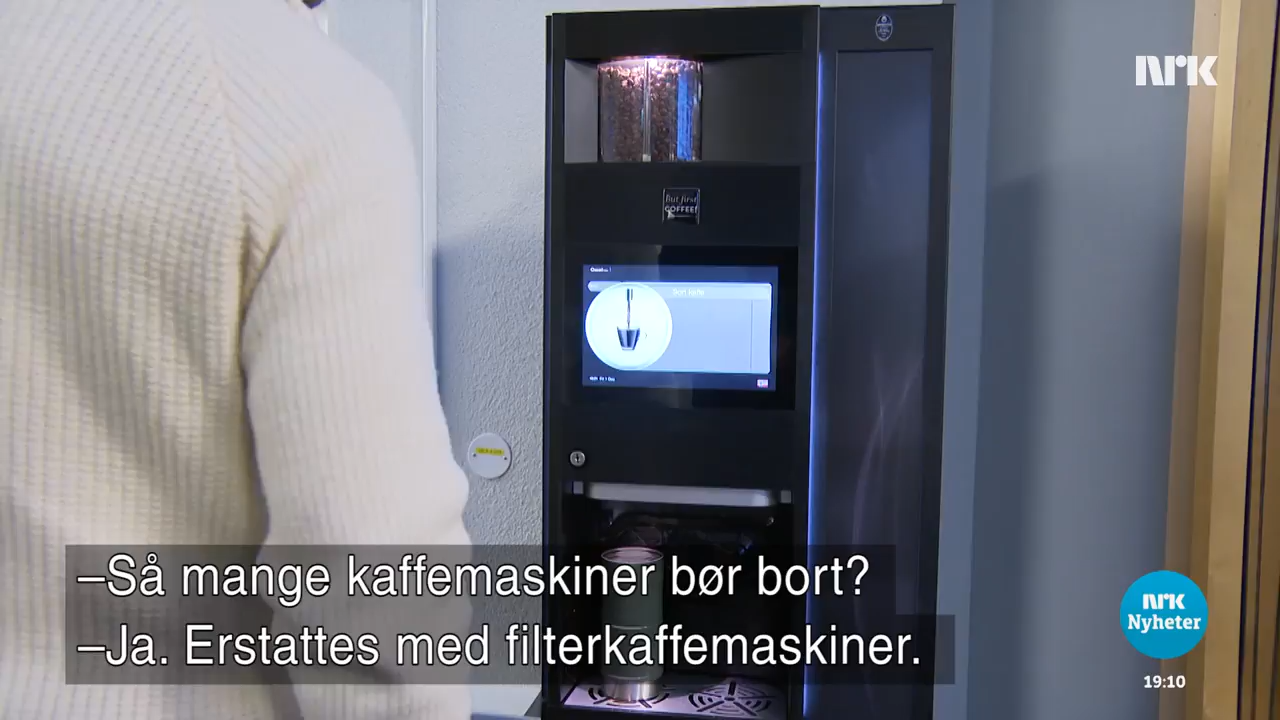 NRK
But first
COFFEE!
Sort kaffe
–Så mange kaffemaskiner bør bort?
–Ja. Erstattes med filterkaffemaskiner.
NRK
Nyheter
19:10